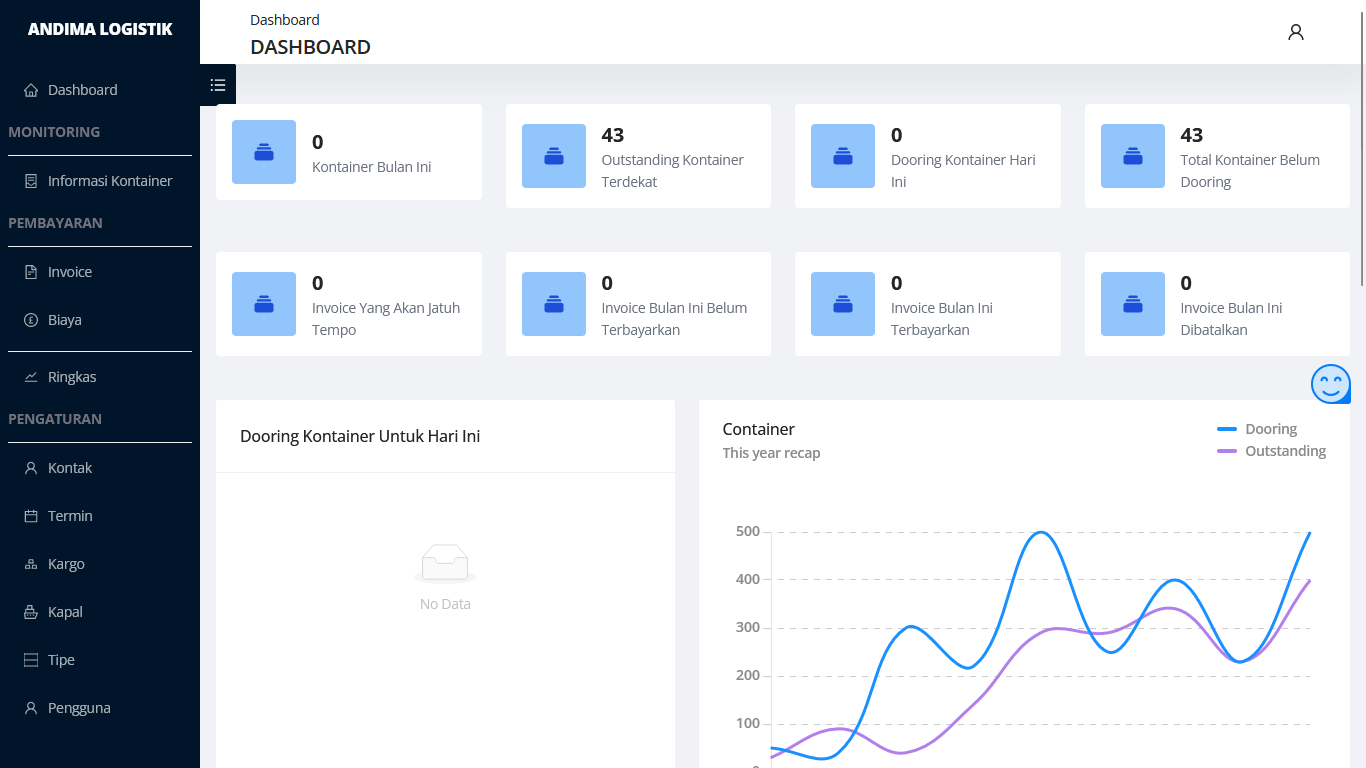 ANDIMA LOGISTIK
Dashboard
MONITORING
Informasi Kontainer
PEMBAYARAN
Invoice
Biaya
Ringkas
PENGATURAN
Kontak
Termin
Kargo
Kapal
Tipe
Pengguna
Dashboard
DASHBOARD
0
Kontainer Bulan Ini
43
Outstanding Kontainer
Terdekat
0
Dooring Kontainer Hari
Ini
43
Total Kontainer Belum
Dooring
0
Invoice Yang Akan Jatuh
Tempo
0
Invoice Bulan Ini Belum
Terbayarkan
0
Invoice Bulan Ini
Terbayarkan
0
Invoice Bulan Ini
Dibatalkan
Dooring Kontainer Untuk Hari Ini
No Data
Container
This year recap
Dooring
Outstanding
500
400
300
200
100